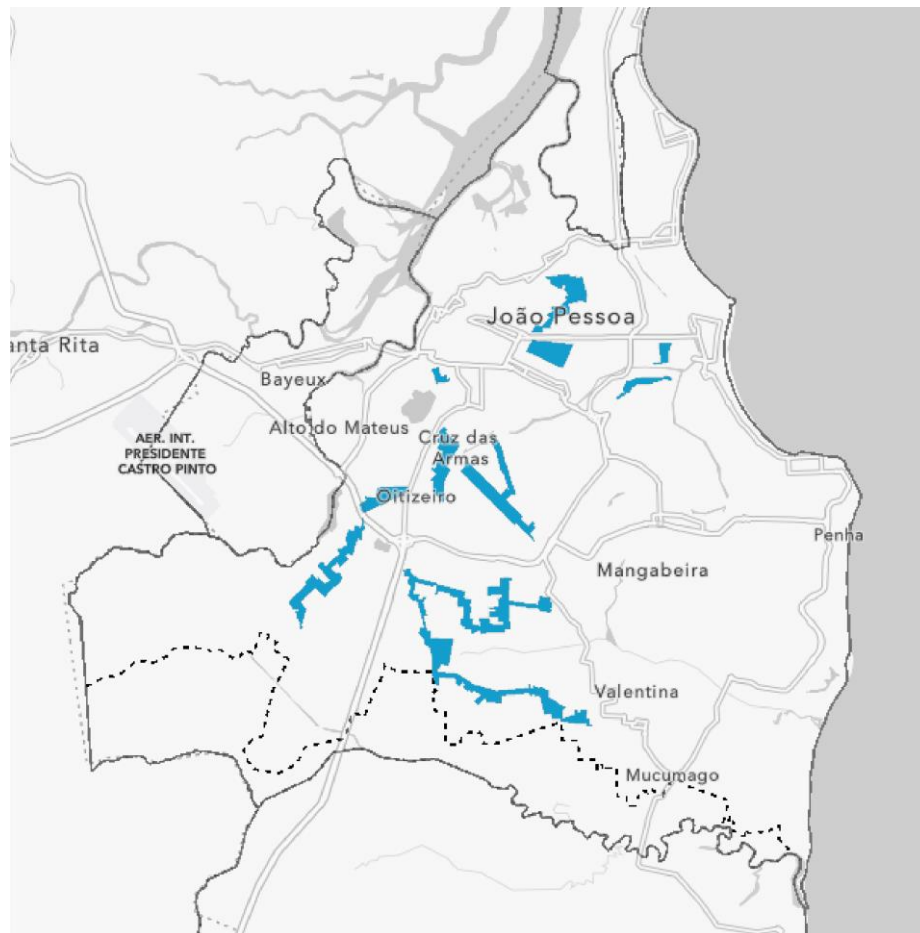 João Pessoa
anta Rita
Bayeux
Alto do Mateus
Cruz das
Armas
AER. INT.
PRESIDENTE
CASTRO PINTO
Oitizeiro
Penha
Mangabeira
Valentina
Mucumago